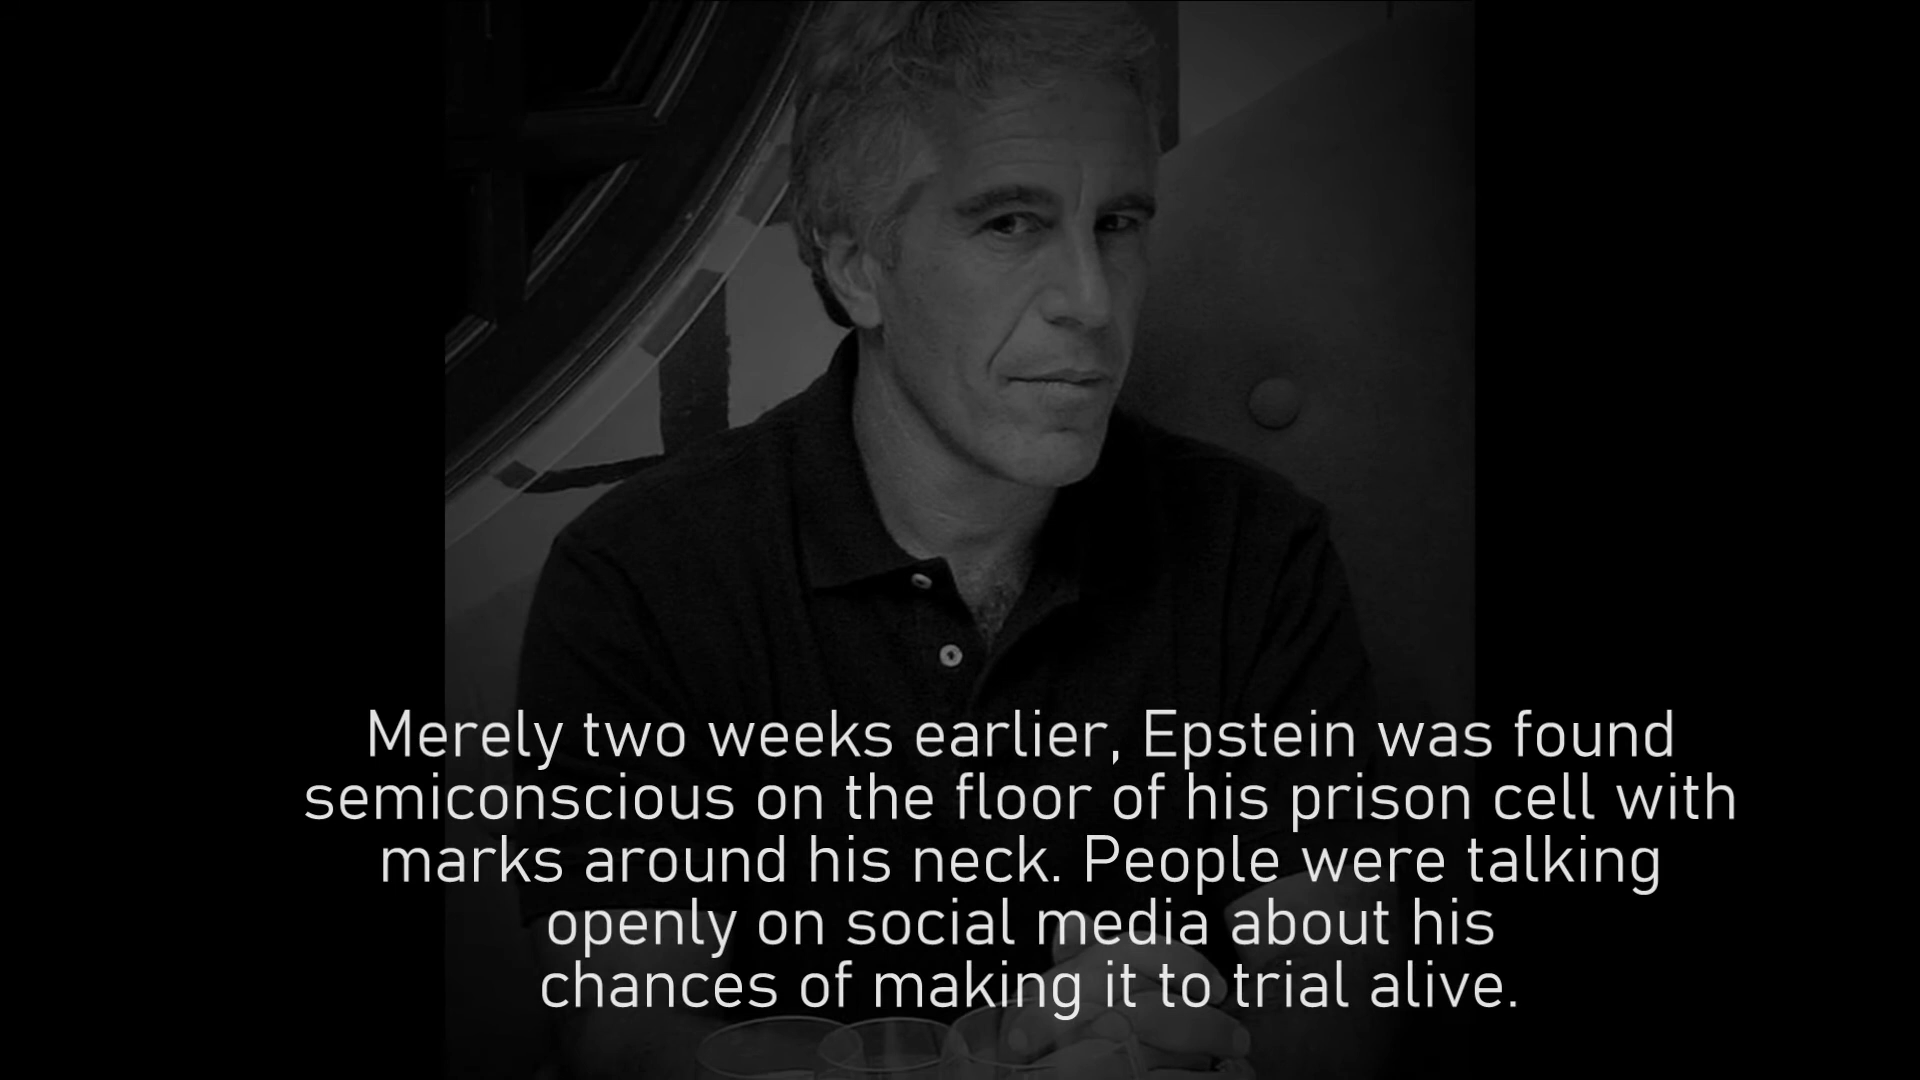 Merely two weeks earlier, Epstein was found
semiconscious on the floor of his prison cell with
marks around his neck. People were talking
openly on social media about his
chances of making it to trial alive.